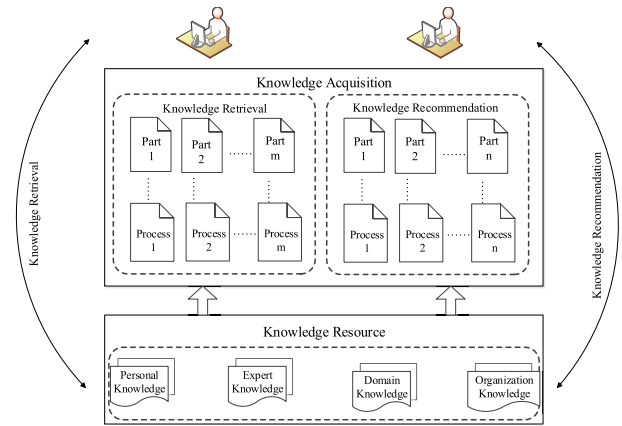 Knowledge Acquisition
Knowledge Retrieval
Part
1
Part
2
........
Part
m
Process
1
Process
2
........
Process
m
Knowledge Recommendation
Part
1
Part
2
........
Part
n
Process
1
Process
2
........
Process
n
Knowledge Retrieval
Knowledge Recommendation
Knowledge Resource
Personal
Knowledge
Expert
Knowledge
Domain
Knowledge
Organization
Knowledge